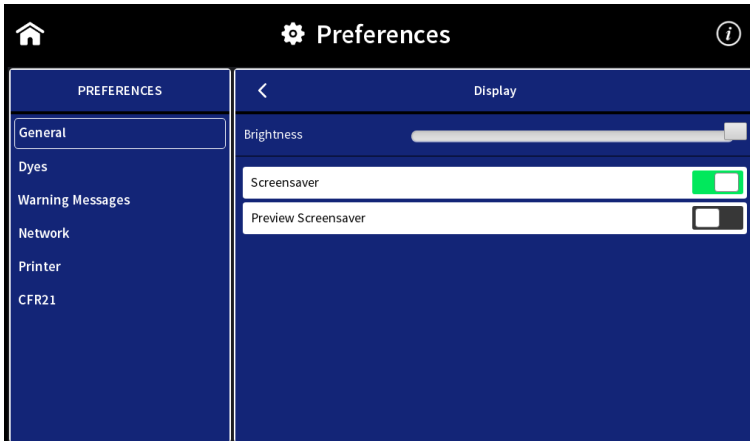 Preferences
i
PREFERENCES
General
Dyes
Warning Messages
Network
Printer
CFR21
Display
Brightness
Screensaver
Preview Screensaver